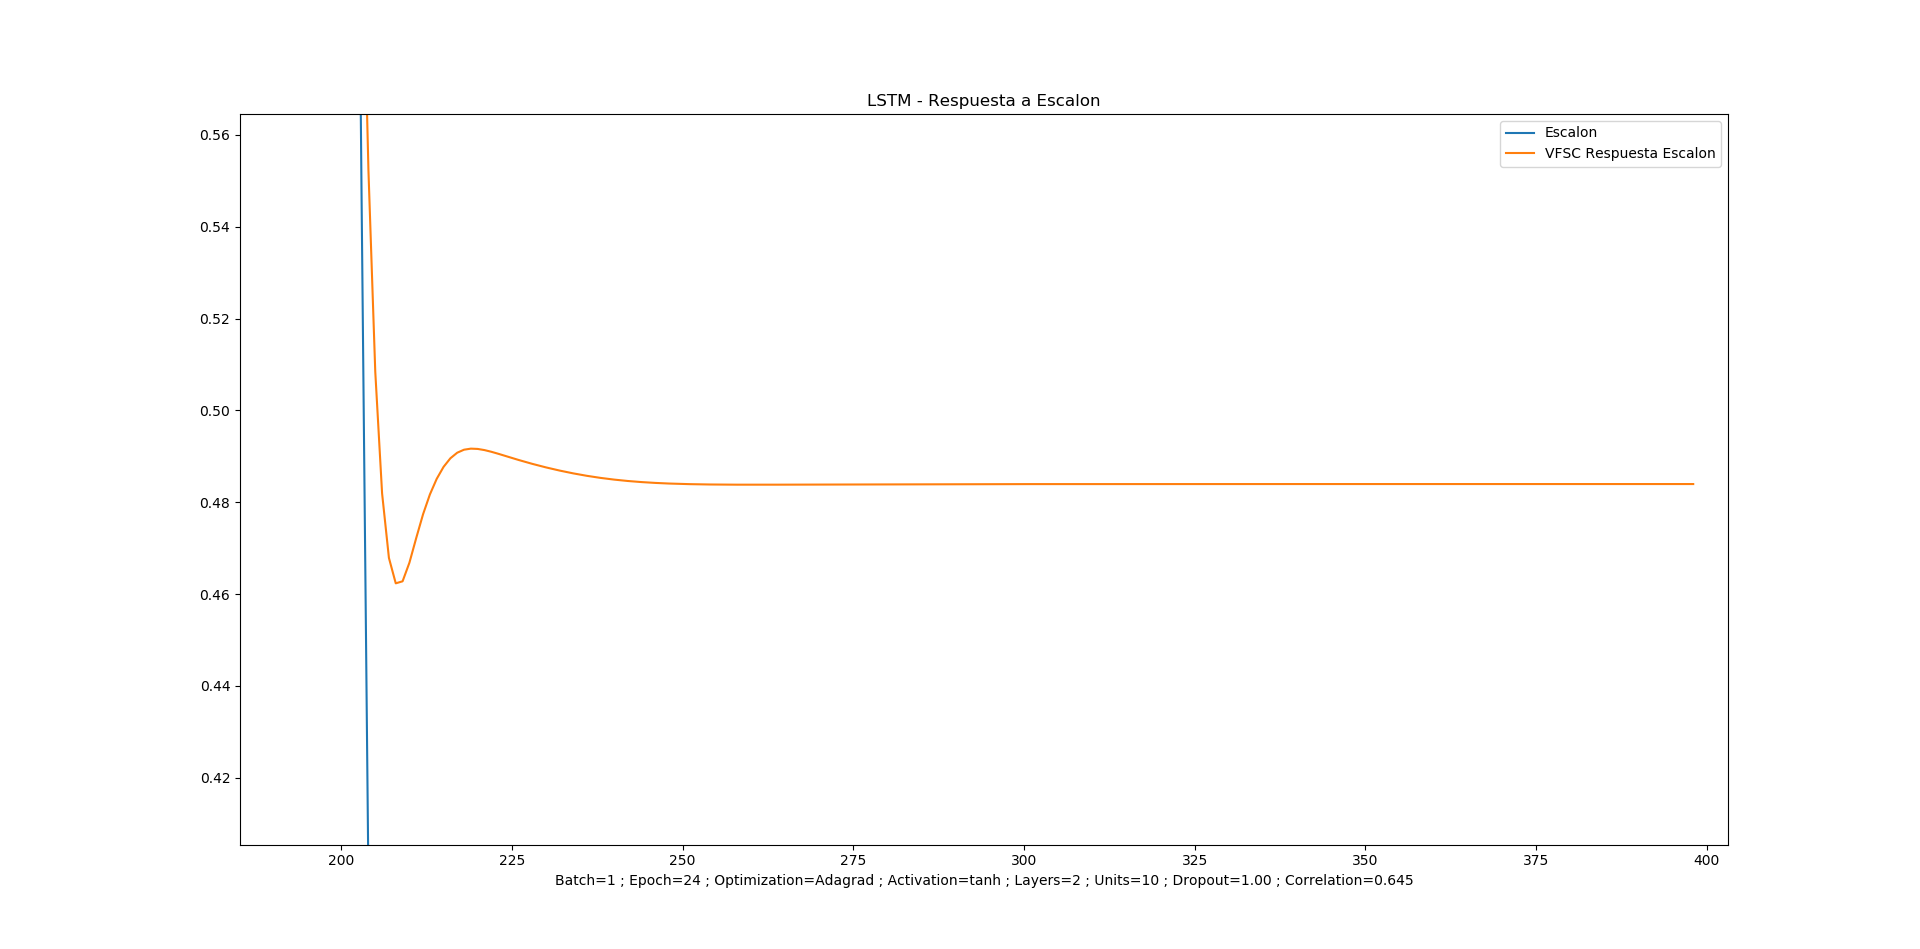 LSTM - Respuesta a Escalon
Escalon
VFSC Respuesta Escalon
0.56
0.54
0.52
0.50
0.48
0.46
0.44
0.42
200 225 250 275 300 325 350 375 400
Batch=1 ; Epoch=24 ; Optimization=Adagrad ; Activation=tanh ; Layers=2 ; Units=10 ; Dropout=1.00 ; Correlation=0.645